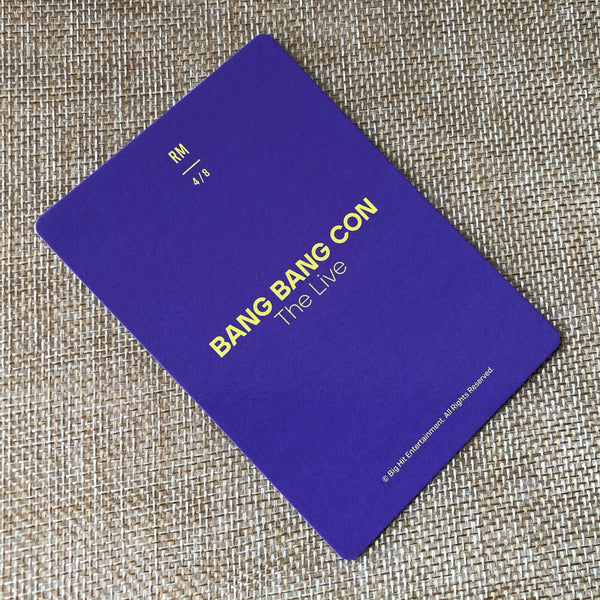 RM
4/8
BANG BANG CON
The Live
© Big Hit Entertainment. All Rights Reserved.